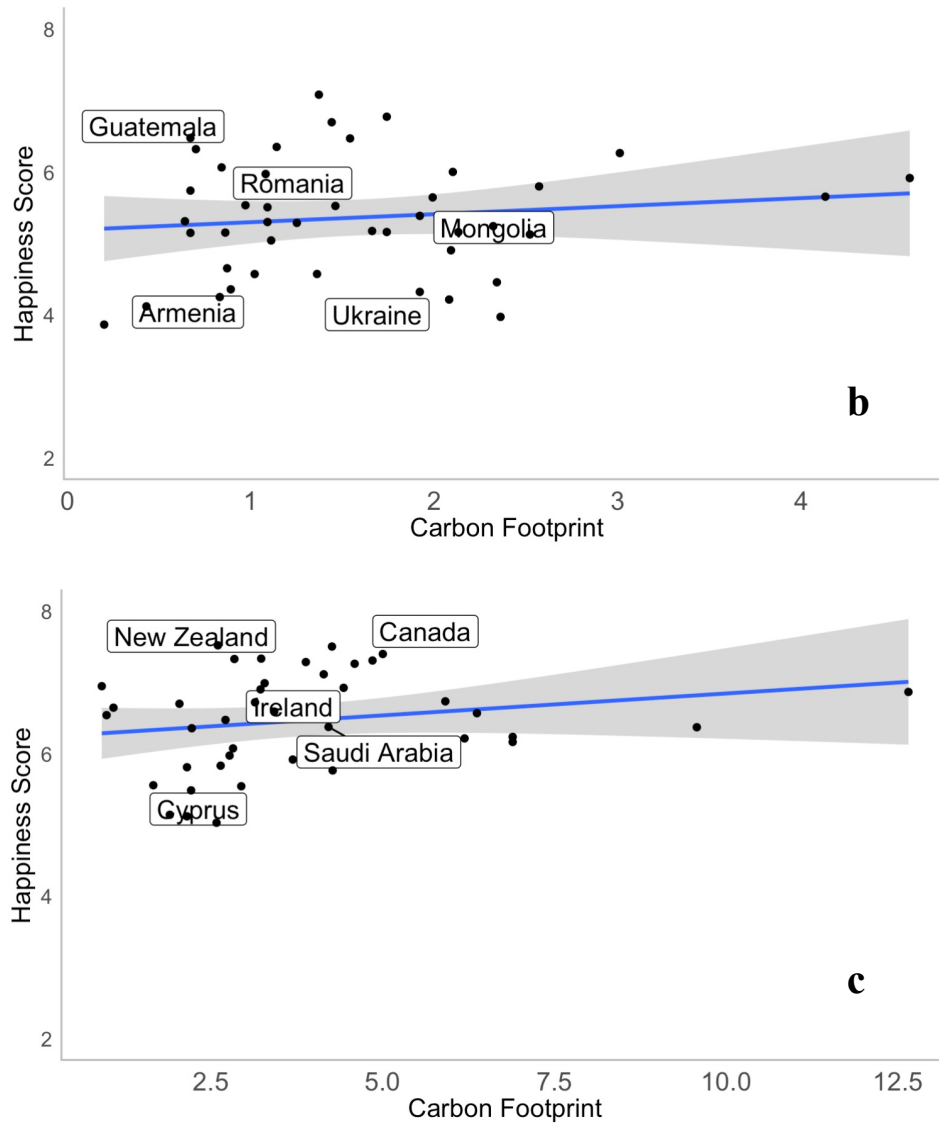 8
Guatemala
6
Romania
Mongolia
4
Armenia
Ukraine
b
2
0 1 2 3 4
Carbon Footprint
Happiness Score
8
New Zealand
Canada
Ireland
6
Saudi Arabia
Cyprus
4
c
2
2.5 5.0 7.5 10.0 12.5
Carbon Footprint
Happiness Score